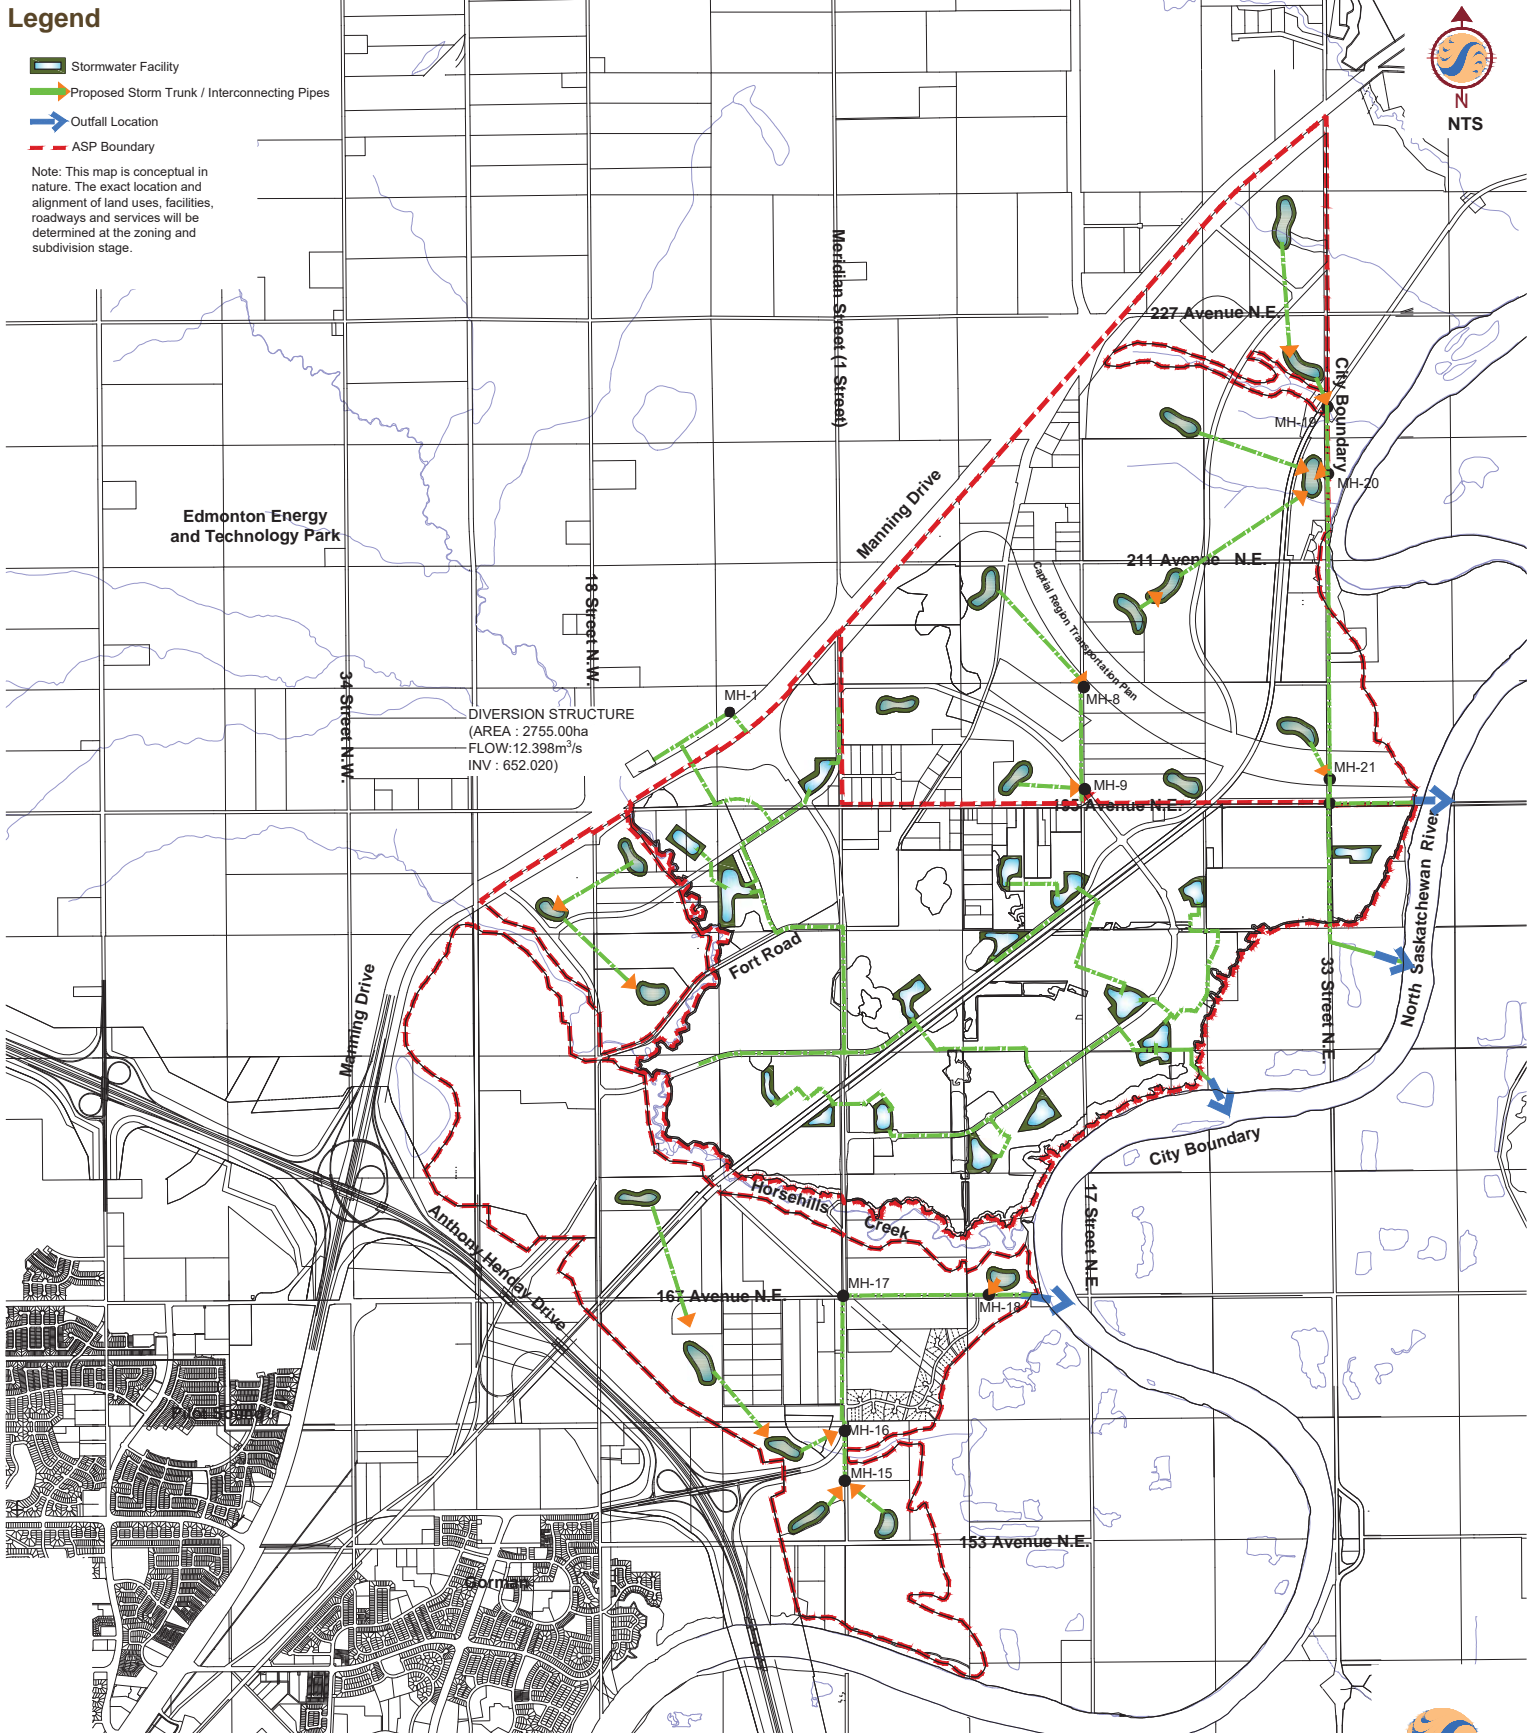 Legend
Stormwater Facility
Proposed Storm Trunk / Interconnecting Pipes
Outfall Location
ASP Boundary
Note: This map is conceptual in
nature. The exact location and
alignment of land uses, facilities,
roadways and services will be
determined at the zoning and
subdivision stage.
N
NTS
Meridian Street (1 Street)
227 Avenue N.E.
City Boundary
MH-19
MH-20
Manning Drive
Edmonton Energy
and Technology Park
211 Avenue N.E.
Captial Region Transportation Plan
18 Street N.W.
34 Street N.W.
MH-1
MH-8
DIVERSION STRUCTURE
(AREA : 2755.00ha
FLOW:12.398m³/s
INV : 652.020)
MH-21
MH-9
195 Avenue N.E.
North Saskatchewan River
Fort Road
33 Street N.E.
Manning Drive
City Boundary
17 Street N.E.
Horsehills
Creek
Anthony Henday Drive
MH-17
167 Avenue N.E.
MH-18
Pilot Sound
MH-16
MH-15
153 Avenue N.E.
Gorman